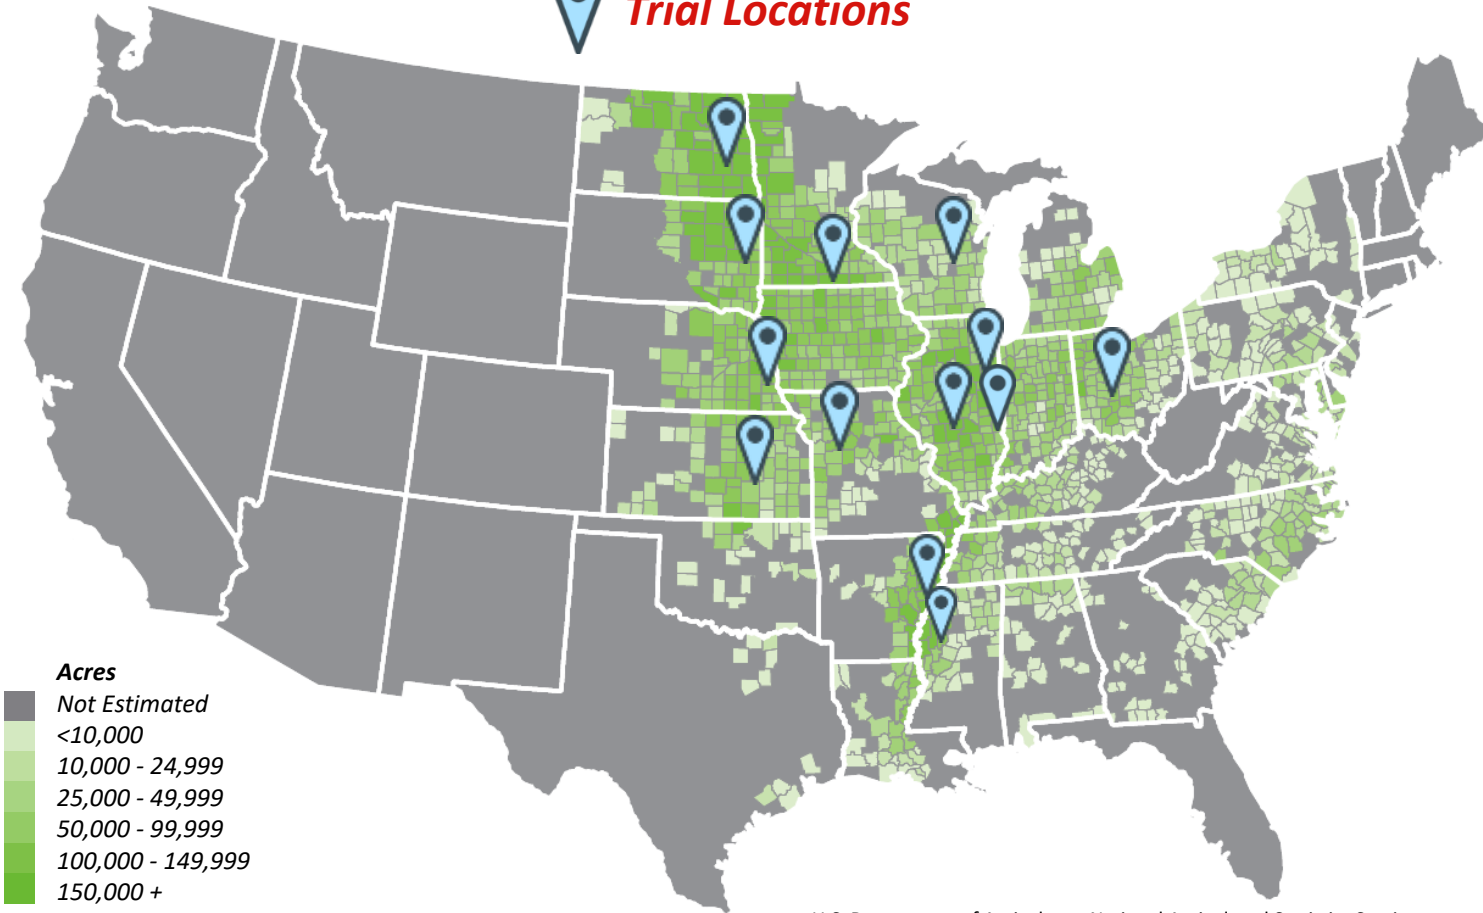 Trial Locations
Acres
Not Estimated
<10,000
10,000 - 24,999
25,000 - 49,999
50,000 - 99,999
100,000 - 149,999
150,000 +